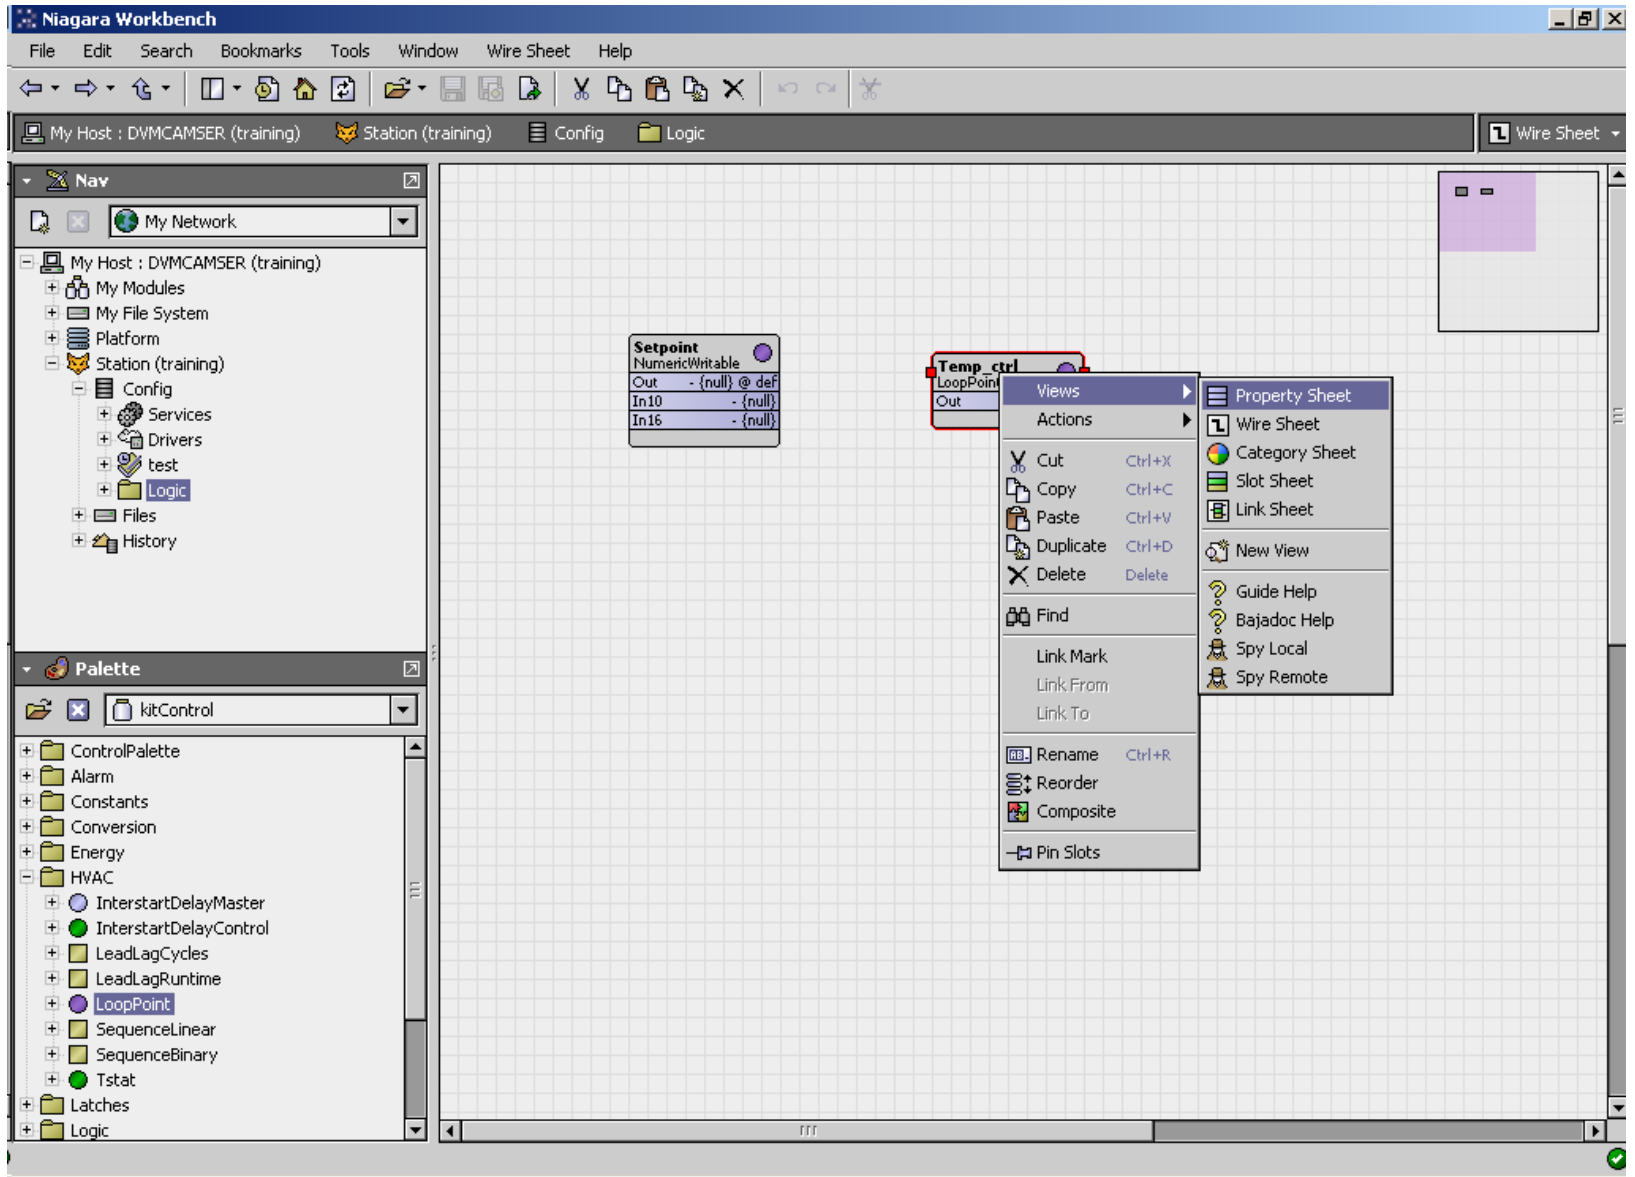 Niagara Workbench
File Edit Search Bookmarks Tools Window Wire Sheet Help
My Host : DVMCAMSER (training) Station (training) Config Logic Wire Sheet
Nav
My Network
My Host : DVMCAMSER (training)
My Modules
My File System
Platform
Station (training)
Config
Services
Drivers
test
Logic
Files
History
Palette
kitControl
ControlPalette
Alarm
Constants
Conversion
Energy
HVAC
InterstartDelayMaster
InterstartDelayControl
LeadLagCycles
LeadLagRuntime
LoopPoint
SequenceLinear
SequenceBinary
Tstat
Latches
Logic
Setpoint
NumericWritable
Out - {null} @ def
In10 - {null}
In16 - {null}
Temp_ctrl
LoopPoint
Out
Views
Actions
Cut Ctrl+X
Copy Ctrl+C
Paste Ctrl+V
Duplicate Ctrl+D
Delete Delete
Find
Link Mark
Link From
Link To
Rename Ctrl+R
Reorder
Composite
Pin Slots
Property Sheet
Wire Sheet
Category Sheet
Slot Sheet
Link Sheet
New View
Guide Help
Bajadoc Help
Spy Local
Spy Remote